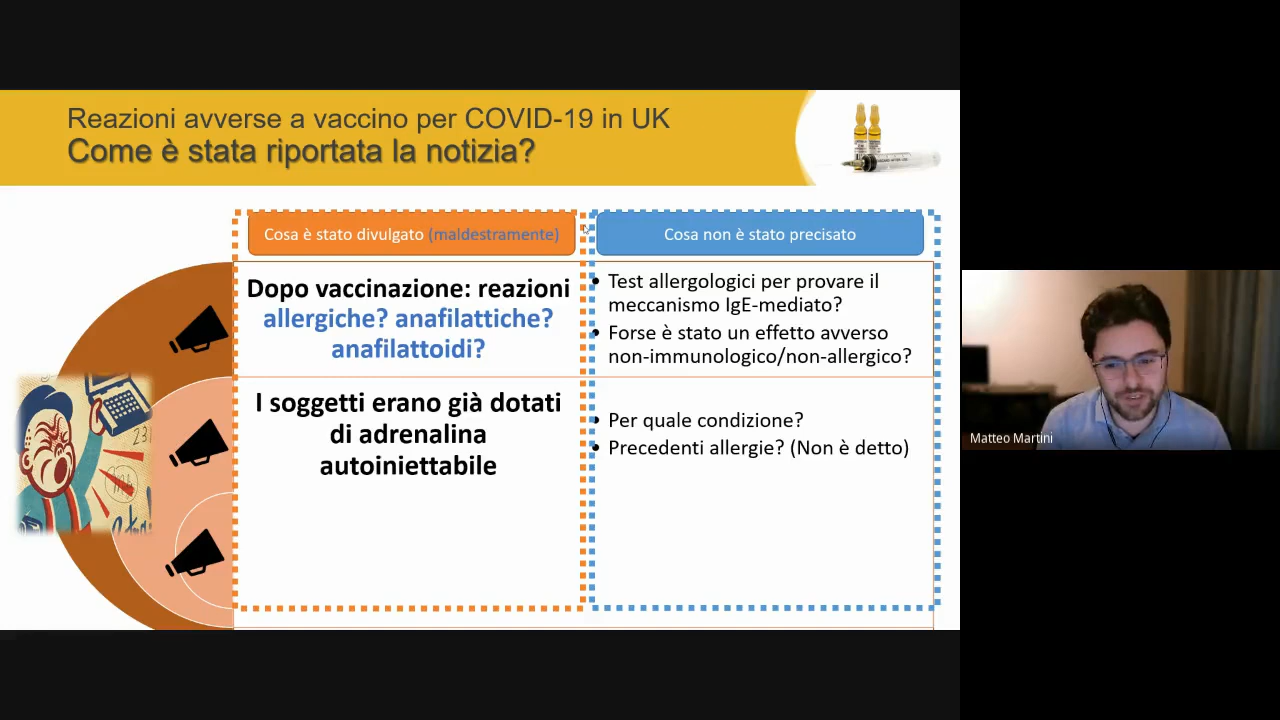 Reazioni avverse a vaccino per COVID-19 in UK
Come è stata riportata la notizia?
Cosa è stato divulgato (maldestramente)
Cosa non è stato precisato
Dopo vaccinazione: reazioni
allergiche? anafilattiche?
anafilattoidi?
• Test allergologici per provare il
meccanismo IgE-mediato?
• Forse è stato un effetto avverso
non-immunologico/non-allergico?
I soggetti erano già dotati
di adrenalina
autoiniettabile
• Per quale condizione?
• Precedenti allergie? (Non è detto)
23
Matteo Martini